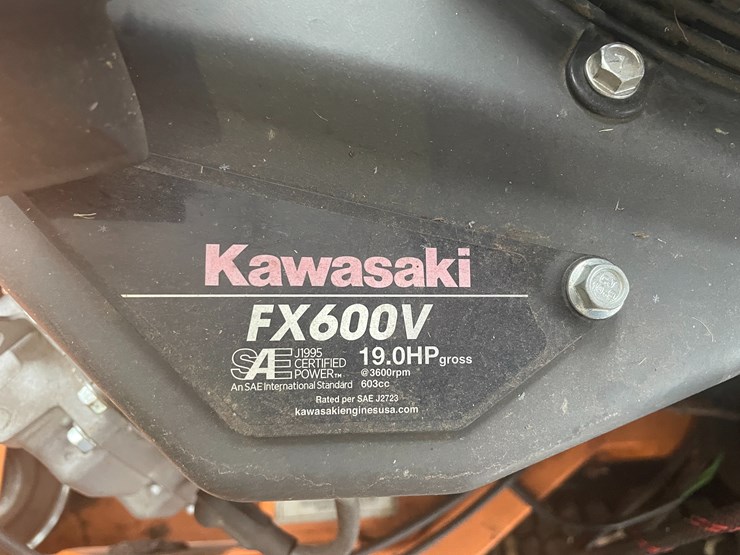 Kawasaki
FX600V
SAE J1995 CERTIFIED POWER™
An SAE International Standard
19.0HP gross
@3600rpm
603cc
Rated per SAE J2723
kawasakienginesusa.com